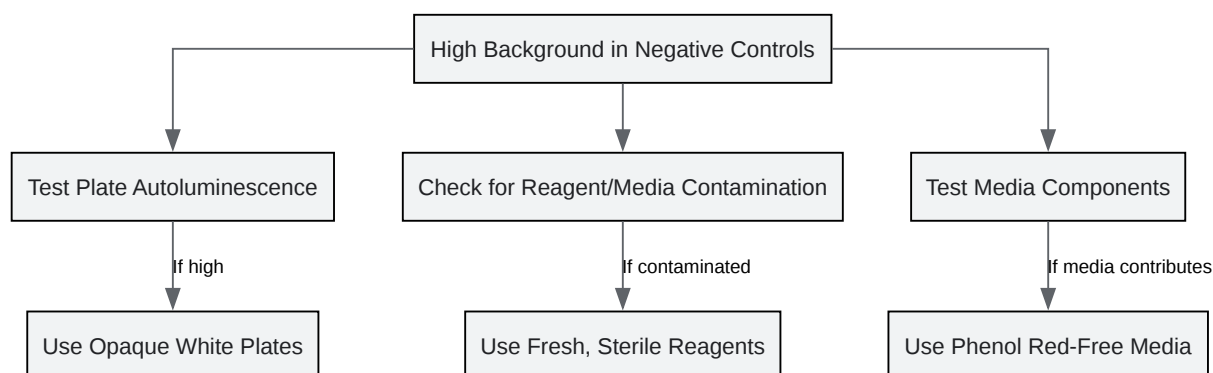 High Background in Negative Controls
Test Plate Autoluminescence
Check for Reagent/Media Contamination
Test Media Components
If high
If contaminated
If media contributes
Use Opaque White Plates
Use Fresh, Sterile Reagents
Use Phenol Red-Free Media